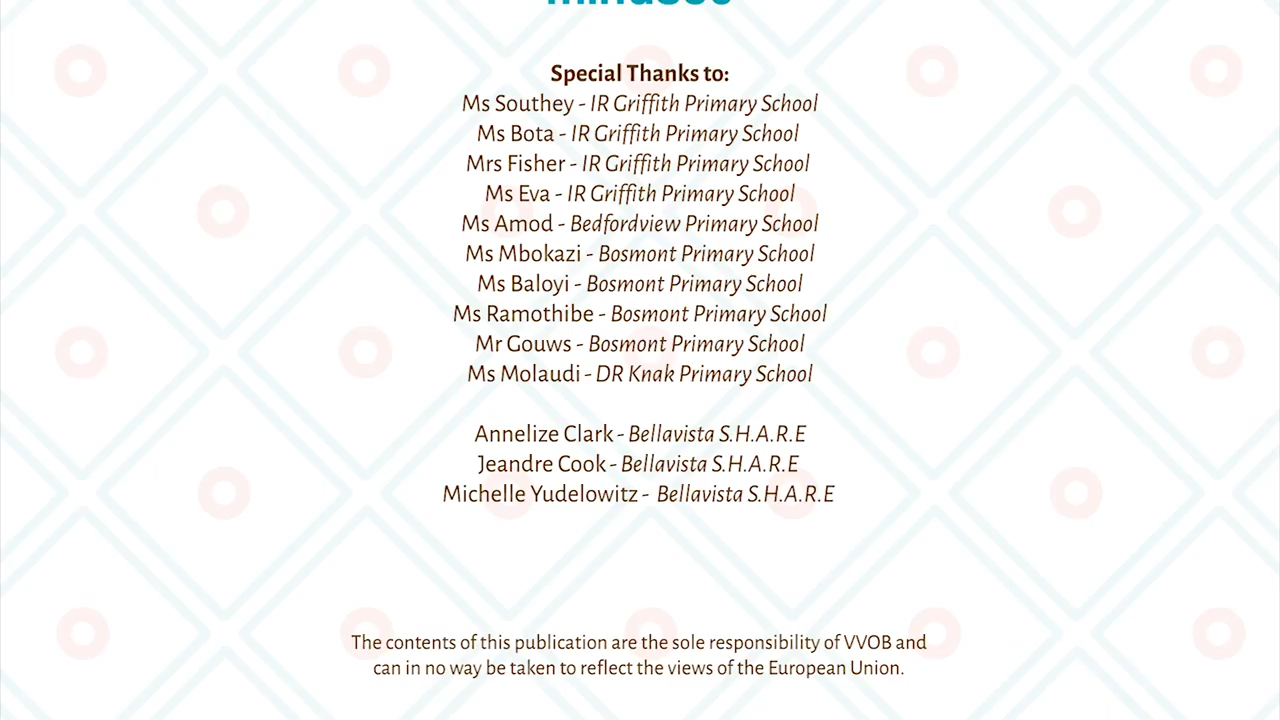 Special Thanks to:
Ms Southey - IR Griffith Primary School
Ms Bota - IR Griffith Primary School
Mrs Fisher - IR Griffith Primary School
Ms Eva - IR Griffith Primary School
Ms Amod - Bedfordview Primary School
Ms Mbokazi - Bosmont Primary School
Ms Baloyi - Bosmont Primary School
Ms Ramothibe - Bosmont Primary School
Mr Gouws - Bosmont Primary School
Ms Molaudi - DR Knak Primary School
Annelize Clark - Bellavista S.H.A.R.E
Jeandre Cook - Bellavista S.H.A.R.E
Michelle Yudelowitz - Bellavista S.H.A.R.E
The contents of this publication are the sole responsibility of VVOB and
can in no way be taken to reflect the views of the European Union.